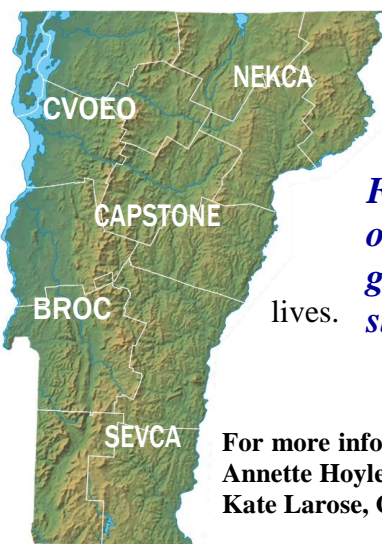 NEKCA
CVOEO
CAPSTONE
BROC
lives.
SEVCA
For more info
Annette Hoyle
Kate Larose,